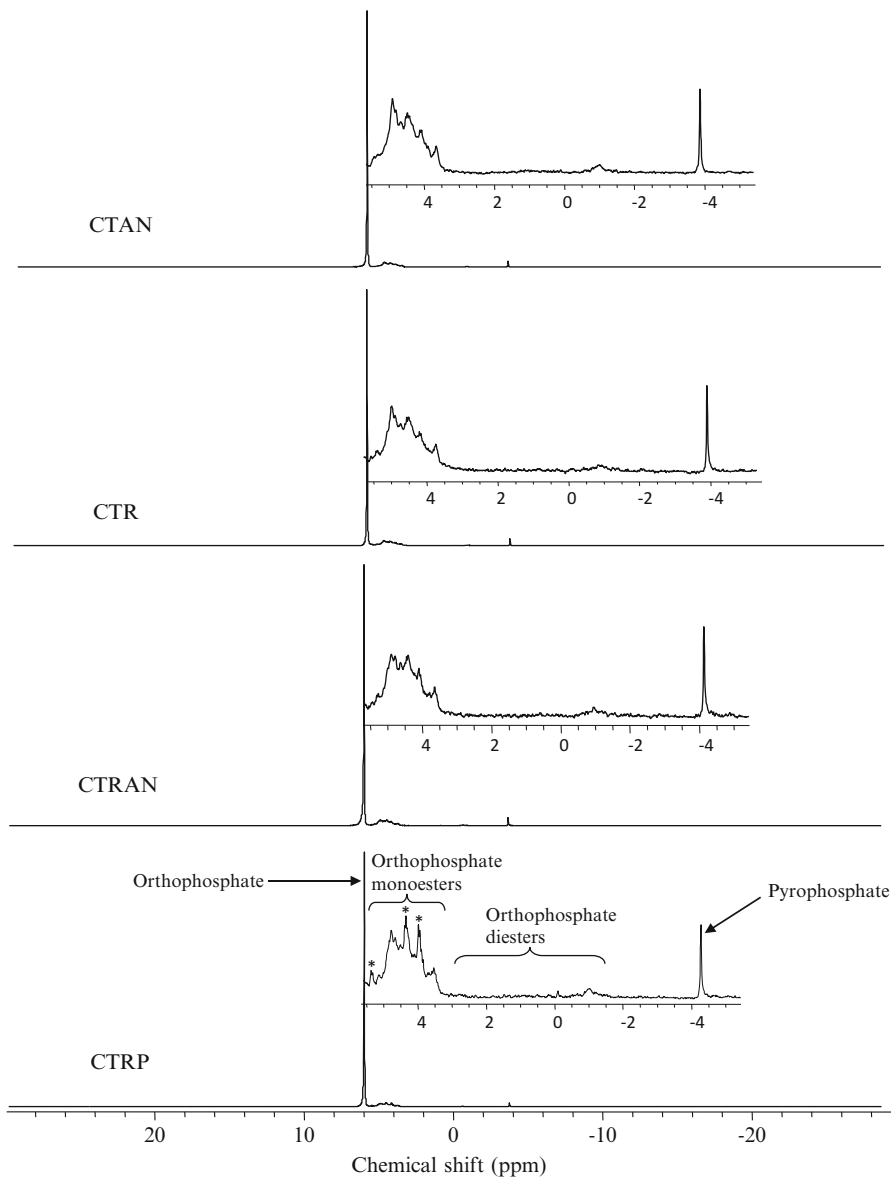 4 2 0 -2 -4
CTAN
4 2 0 -2 -4
CTR
4 2 0 -2 -4
CTRAN
Orthophosphate
Orthophosphate
monoesters
Pyrophosphate
Orthophosphate
diesters
* * *
4 2 0 -2 -4
CTRP
20 10 0 -10 -20
Chemical shift (ppm)